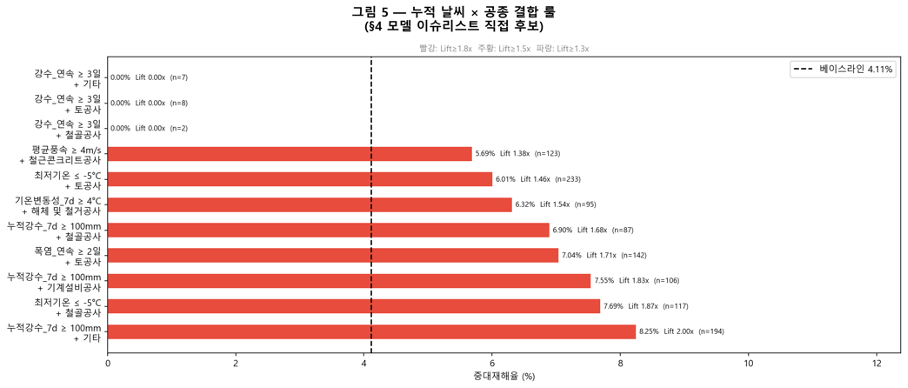 그림 5 — 누적 날씨 × 공종 결합 룰
(§4 모델 이슈리스트 직접 후보)
빨강: Lift≥1.8x  주황: Lift≥1.5x  파랑: Lift≥1.3x
베이스라인 4.11%
강수_연속 ≥ 3일
+ 기타
0.00%  Lift 0.00x  (n=7)
강수_연속 ≥ 3일
+ 토공사
0.00%  Lift 0.00x  (n=8)
강수_연속 ≥ 3일
+ 철골공사
0.00%  Lift 0.00x  (n=2)
평균풍속 ≥ 4m/s
+ 철근콘크리트공사
5.69%  Lift 1.38x  (n=123)
최저기온 ≤ -5°C
+ 토공사
6.01%  Lift 1.46x  (n=233)
기온변동성_7d ≥ 4°C
+ 해체 및 철거공사
6.32%  Lift 1.54x  (n=95)
누적강수_7d ≥ 100mm
+ 철골공사
6.90%  Lift 1.68x  (n=87)
폭염_연속 ≥ 2일
+ 토공사
7.04%  Lift 1.71x  (n=142)
누적강수_7d ≥ 100mm
+ 기계설비공사
7.55%  Lift 1.83x  (n=106)
최저기온 ≤ -5°C
+ 철골공사
7.69%  Lift 1.87x  (n=117)
누적강수_7d ≥ 100mm
+ 기타
8.25%  Lift 2.00x  (n=194)
0 2 4 6 8 10 12
중대재해율 (%)